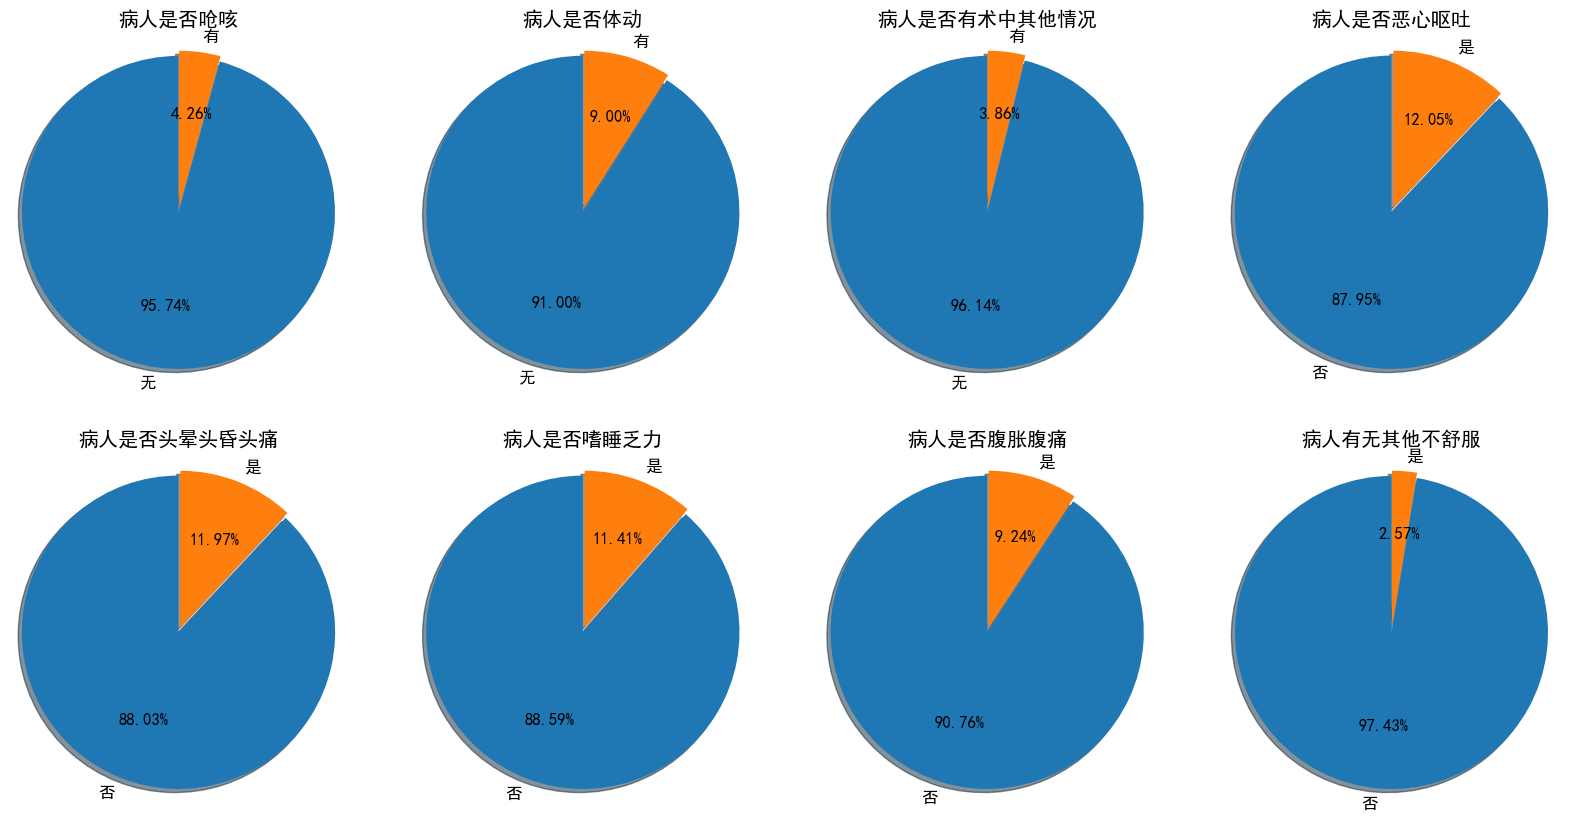 病人是否呛咳
有
4.26%
95.74%
无
病人是否体动
有
9.00%
91.00%
无
病人是否有术中其他情况
有
3.86%
96.14%
无
病人是否恶心呕吐
是
12.05%
87.95%
否
病人是否头晕头昏头痛
是
11.97%
88.03%
否
病人是否嗜睡乏力
是
11.41%
88.59%
否
病人是否腹胀腹痛
是
9.24%
90.76%
否
病人有无其他不舒服
是
2.57%
97.43%
否